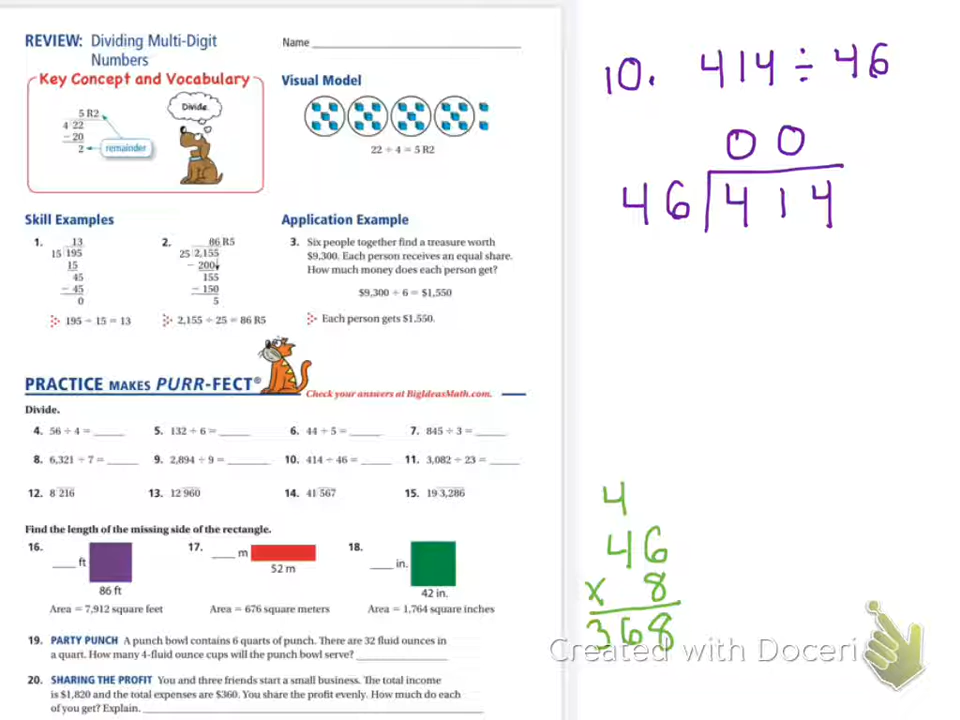 REVIEW: Dividing Multi-Digit Numbers
Name
Key Concept and Vocabulary
5 R2
4 22
− 20
2
remainder
Divide.
Visual Model
22 ÷ 4 = 5 R2
Skill Examples
1. 13
15 195
15
45
− 45
0
195 ÷ 15 = 13
2. 86 R5
25 2,155
− 200
155
− 150
5
2,155 ÷ 25 = 86 R5
Application Example
3. Six people together find a treasure worth
$9,300. Each person receives an equal share.
How much money does each person get?
$9,300 ÷ 6 = $1,550
Each person gets $1,550.
PRACTICE MAKES PURR-FECT®
Check your answers at BigIdeasMath.com.
Divide.
4. 56 ÷ 4 = ______ 5. 132 ÷ 6 = ______ 6. 44 ÷ 5 = ______ 7. 845 ÷ 3 = ______
8. 6,321 ÷ 7 = ______ 9. 2,894 ÷ 9 = ______ 10. 414 ÷ 46 = ______ 11. 3,082 ÷ 23 = ______
12. 8 216 13. 12 960 14. 41 567 15. 19 3,286
Find the length of the missing side of the rectangle.
16. ____ ft 17. ____ m 18. ____ in.
86 ft 52 m 42 in.
Area = 7,912 square feet Area = 676 square meters Area = 1,764 square inches
19. PARTY PUNCH A punch bowl contains 6 quarts of punch. There are 32 fluid ounces in
a quart. How many 4-fluid ounce cups will the punch bowl serve?
20. SHARING THE PROFIT You and three friends start a small business. The total income
is $1,820 and the total expenses are $360. You share the profit evenly. How much do each
of you get? Explain.
10. 414 ÷ 46
00
46 414
4
46
x 8
368
Created with Doceri